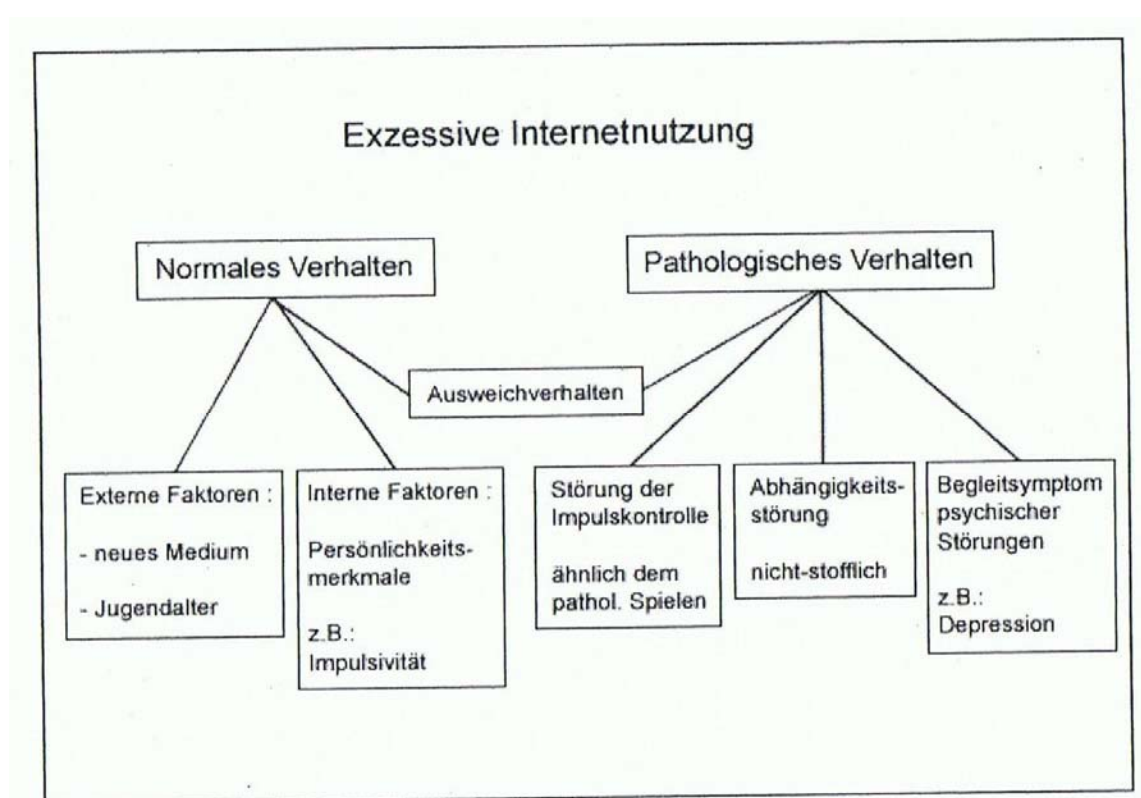 Exzessive Internetnutzung
Normales Verhalten
Pathologisches Verhalten
Ausweichverhalten
Externe Faktoren :
- neues Medium
- Jugendalter
Interne Faktoren :
Persönlichkeits-
merkmale
z.B.:
Impulsivität
Störung der
Impulskontrolle
ähnlich dem
pathol. Spielen
Abhängigkeits-
störung
nicht-stofflich
Begleitsymptom
psychischer
Störungen
z.B.:
Depression